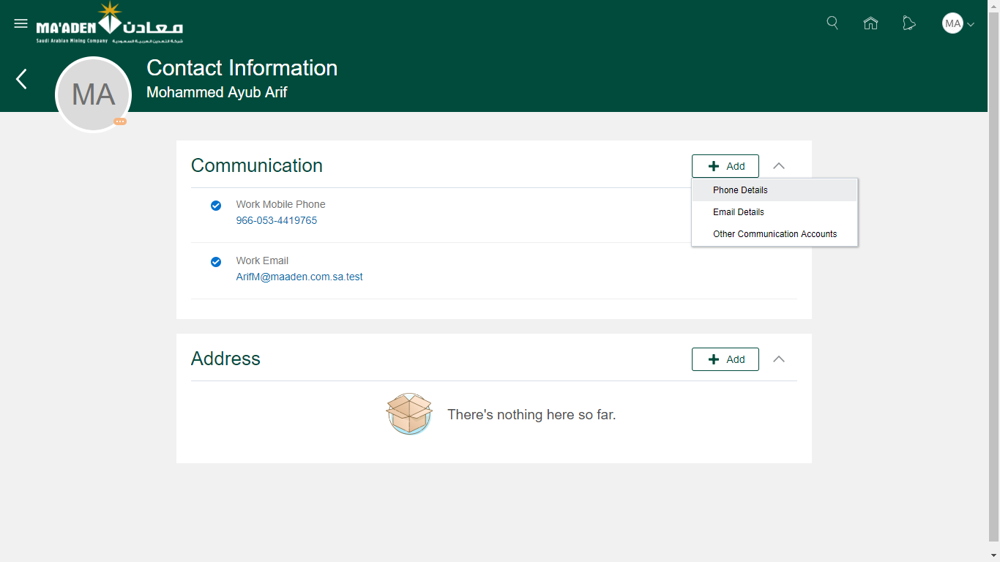 MA'ADEN معادن
Saudi Arabian Mining Company شركة التعدين العربية السعودية
MA
Contact Information
Mohammed Ayub Arif
MA
Communication
Add
Phone Details
Email Details
Other Communication Accounts
Work Mobile Phone
966-053-4419765
Work Email
ArifM@maaden.com.sa.test
Address
Add
There's nothing here so far.